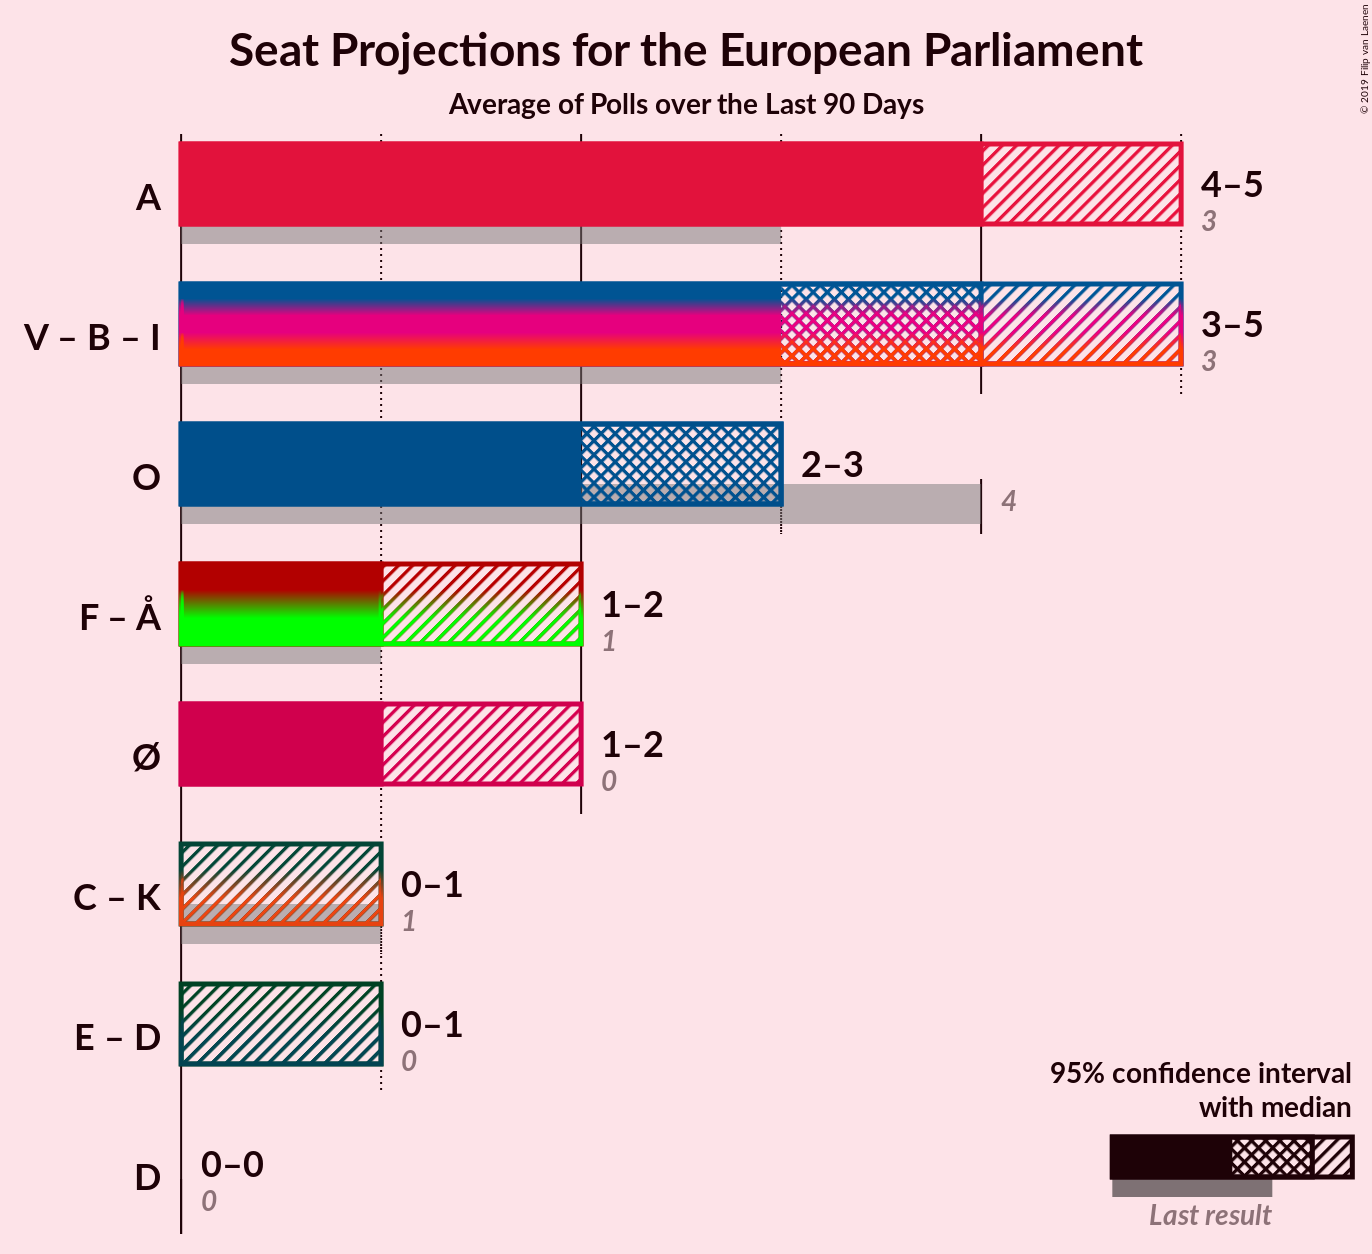 Seat Projections for the European Parliament
Average of Polls over the Last 90 Days
© 2019 Filip van Laenen
A
4–5
3
V – B – I
3–5
3
O
2–3
4
F – Å
1–2
1
Ø
1–2
0
C – K
0–1
1
E – D
0–1
0
D
0–0
0
95% confidence interval
with median
Last result